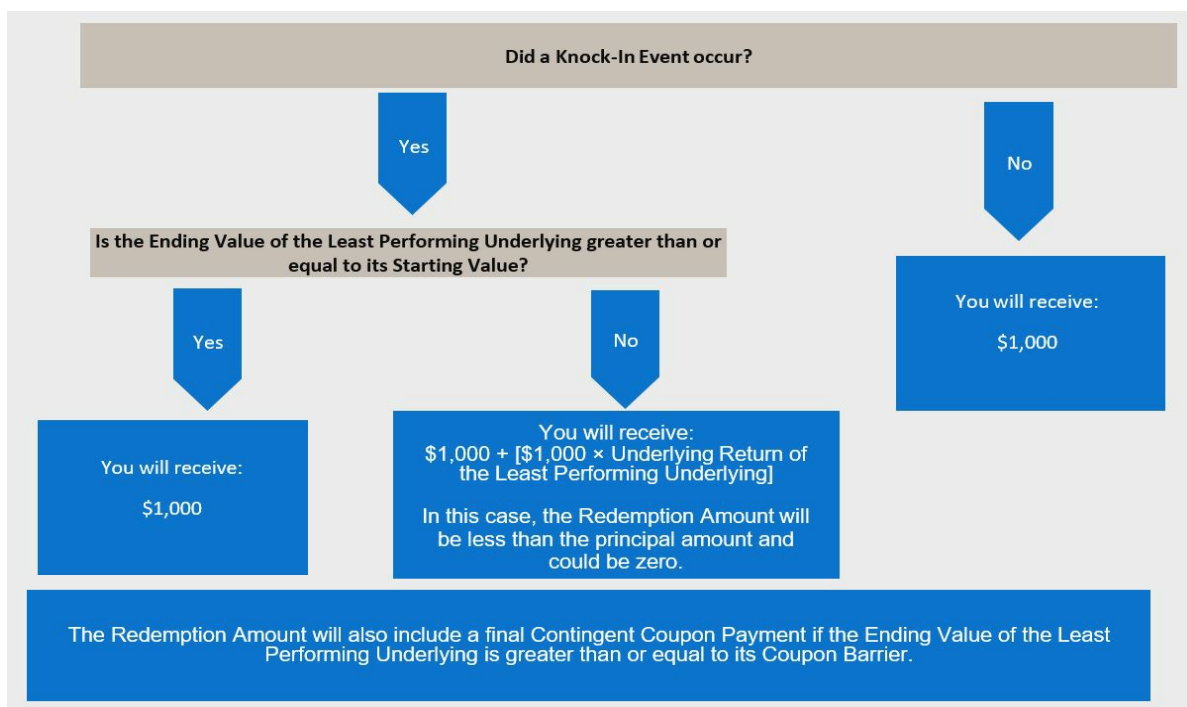 Did a Knock-In Event occur?
Yes
No
Is the Ending Value of the Least Performing Underlying greater than or
equal to its Starting Value?
Yes
No
You will receive:
$1,000
You will receive:
$1,000
You will receive:
$1,000 + [$1,000 × Underlying Return of
the Least Performing Underlying]
In this case, the Redemption Amount will
be less than the principal amount and
could be zero.
The Redemption Amount will also include a final Contingent Coupon Payment if the Ending Value of the Least
Performing Underlying is greater than or equal to its Coupon Barrier.